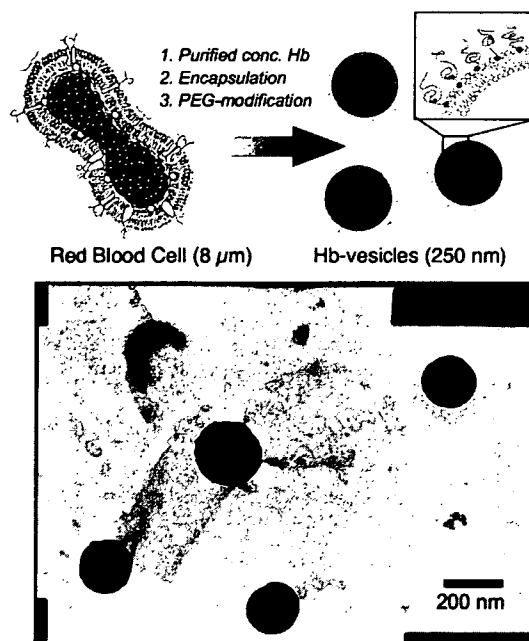 1. Purified conc. Hb
2. Encapsulation
3. PEG-modification
Red Blood Cell (8 μm)
Hb-vesicles (250 nm)
200 nm